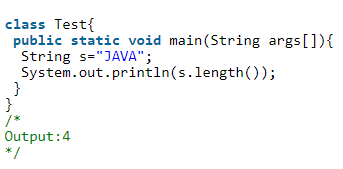 class Test{
 public static void main(String args[]){
  String s="JAVA";
  System.out.println(s.length());
 }
}
/*
Output:4
*/